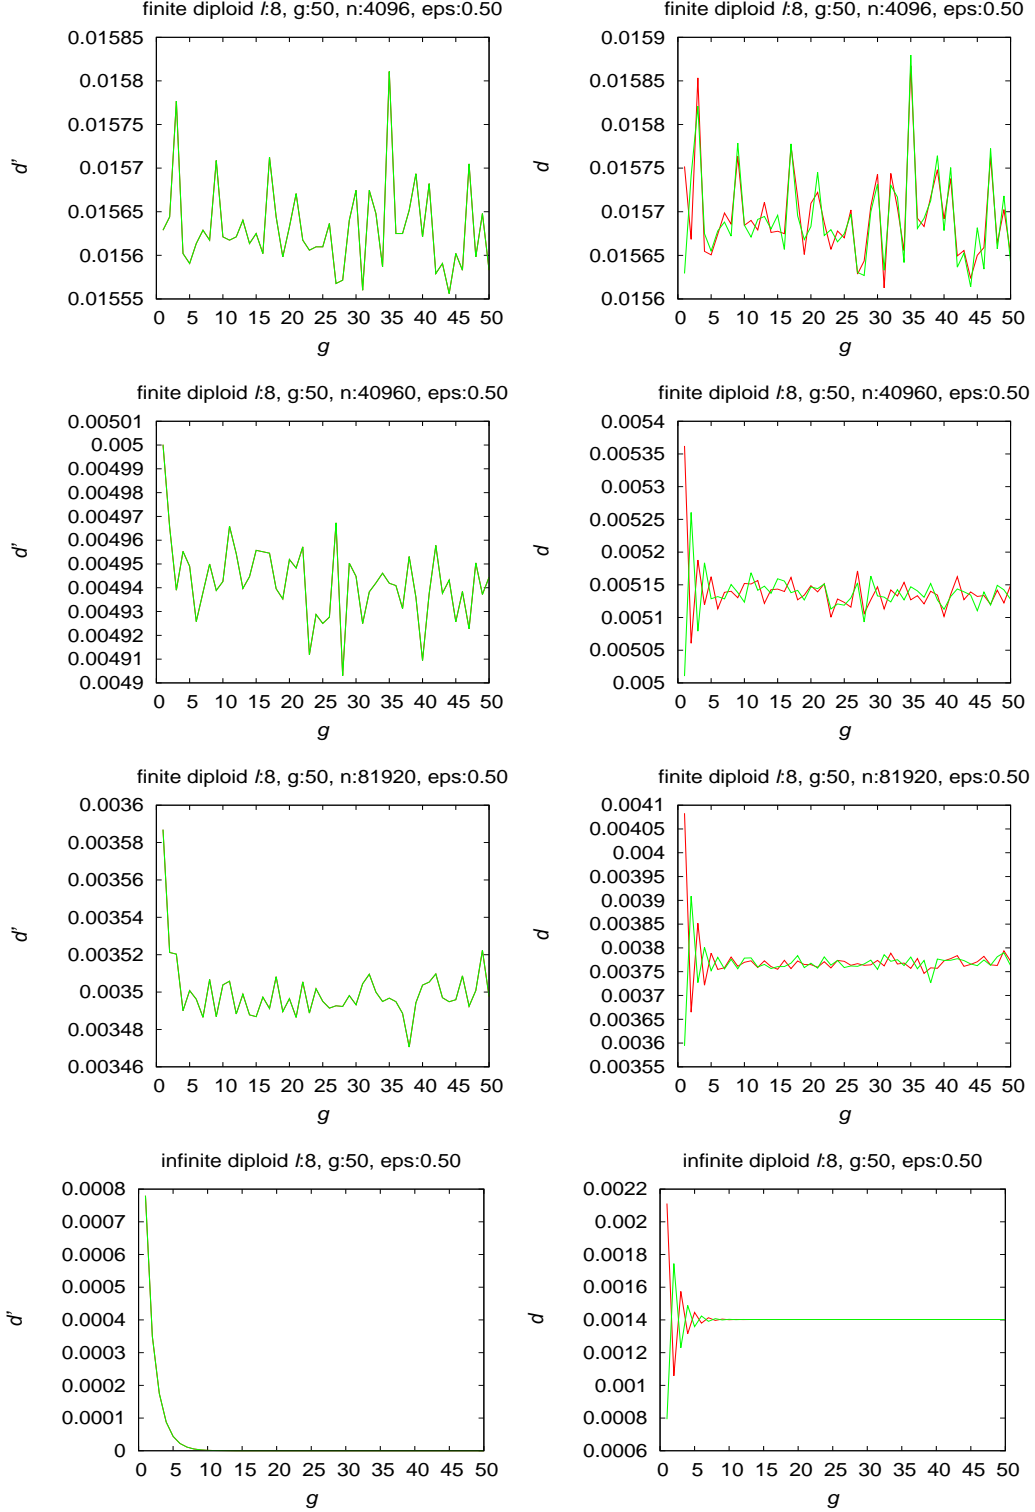 finite diploid l:8, g:50, n:4096, eps:0.50
0.01585
0.0158
0.01575
0.0157
0.01565
0.0156
0.01555
d'
0 5 10 15 20 25 30 35 40 45 50
g
finite diploid l:8, g:50, n:4096, eps:0.50
0.0159
0.01585
0.0158
0.01575
0.0157
0.01565
0.0156
d
0 5 10 15 20 25 30 35 40 45 50
g
finite diploid l:8, g:50, n:40960, eps:0.50
0.00501
0.005
0.00499
0.00498
0.00497
0.00496
0.00495
0.00494
0.00493
0.00492
0.00491
0.0049
d'
0 5 10 15 20 25 30 35 40 45 50
g
finite diploid l:8, g:50, n:40960, eps:0.50
0.0054
0.00535
0.0053
0.00525
0.0052
0.00515
0.0051
0.00505
0.005
d
0 5 10 15 20 25 30 35 40 45 50
g
finite diploid l:8, g:50, n:81920, eps:0.50
0.0036
0.00358
0.00356
0.00354
0.00352
0.0035
0.00348
0.00346
d'
0 5 10 15 20 25 30 35 40 45 50
g
finite diploid l:8, g:50, n:81920, eps:0.50
0.0041
0.00405
0.004
0.00395
0.0039
0.00385
0.0038
0.00375
0.0037
0.00365
0.0036
0.00355
d
0 5 10 15 20 25 30 35 40 45 50
g
infinite diploid l:8, g:50, eps:0.50
0.0008
0.0007
0.0006
0.0005
0.0004
0.0003
0.0002
0.0001
0
d'
0 5 10 15 20 25 30 35 40 45 50
g
infinite diploid l:8, g:50, eps:0.50
0.0022
0.002
0.0018
0.0016
0.0014
0.0012
0.001
0.0008
0.0006
d
0 5 10 15 20 25 30 35 40 45 50
g